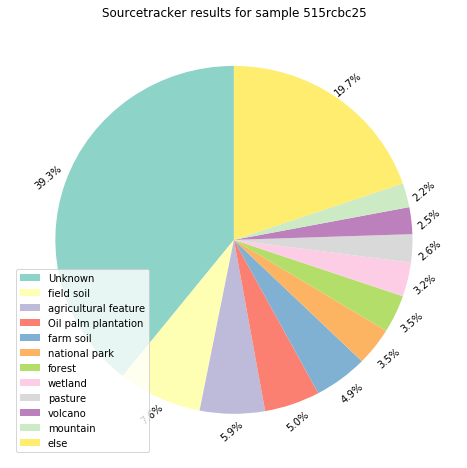 Sourcetracker results for sample 515rcbc25
19.7%
39.3%
2.2%
2.5%
2.6%
3.2%
3.5%
3.5%
4.9%
5.0%
5.9%
Unknown
field soil
agricultural feature
Oil palm plantation
farm soil
national park
forest
wetland
pasture
volcano
mountain
else